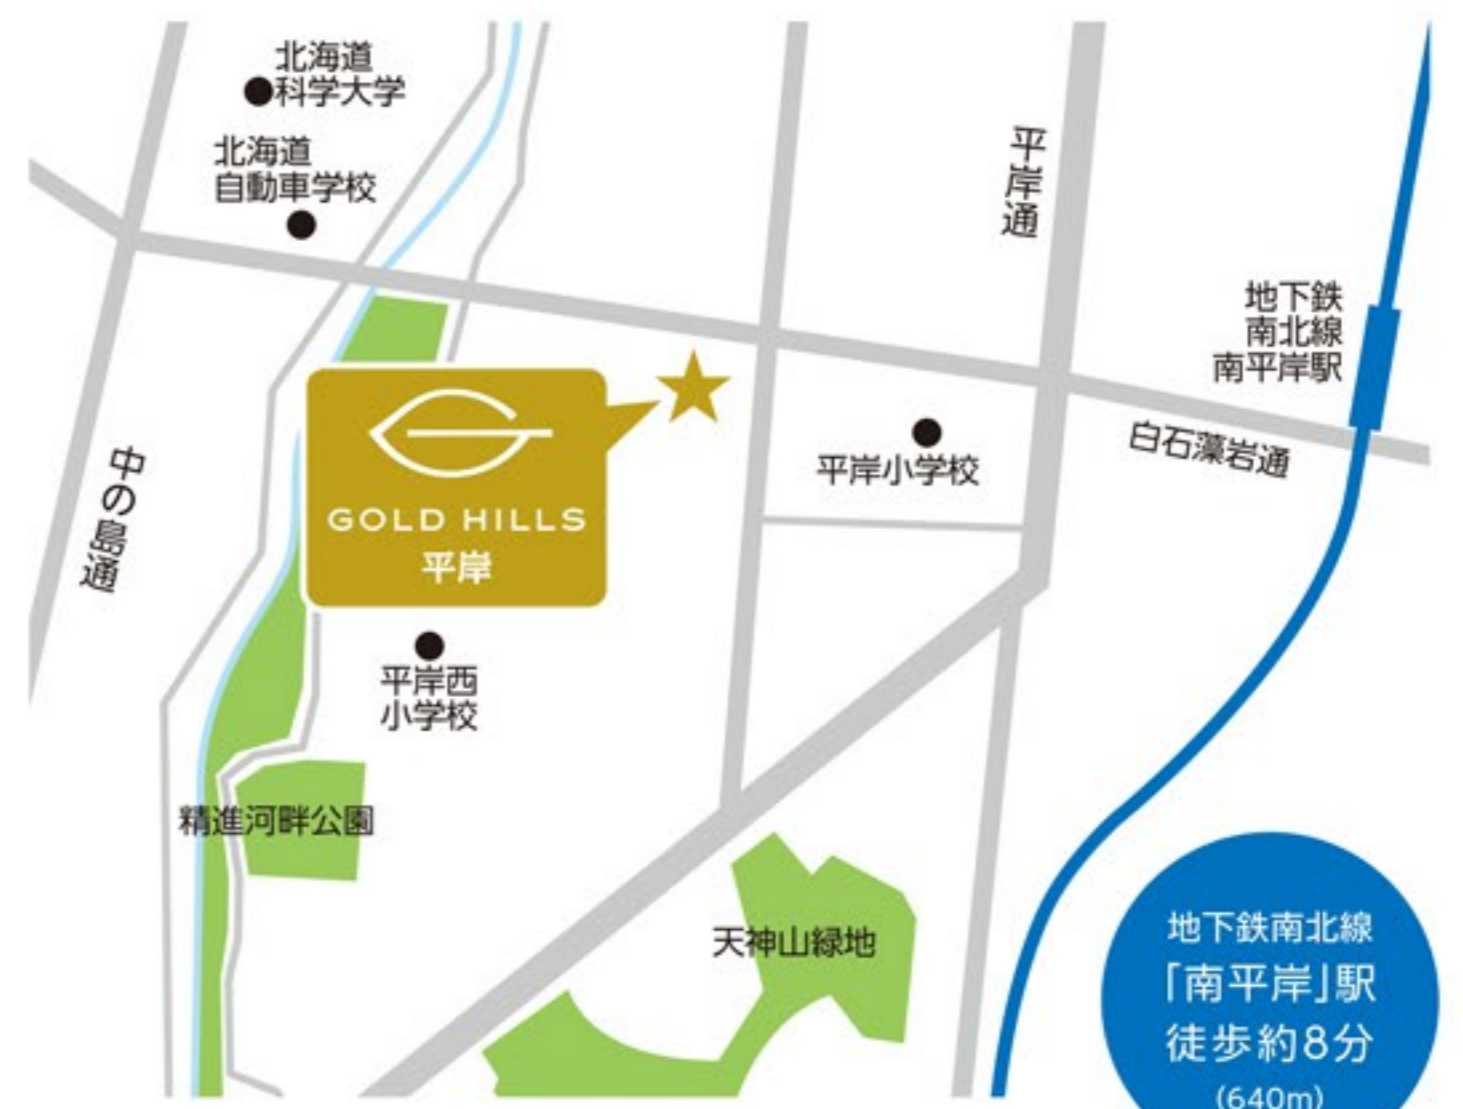 北海道
科学大学
北海道
自動車学校
平岸通
地下鉄
南北線
南平岸駅
白石藻岩通
平岸小学校
中の島通
GOLD HILLS
平岸
平岸西
小学校
精進河畔公園
天神山緑地
地下鉄南北線
「南平岸」駅
徒歩約8分
(640m)